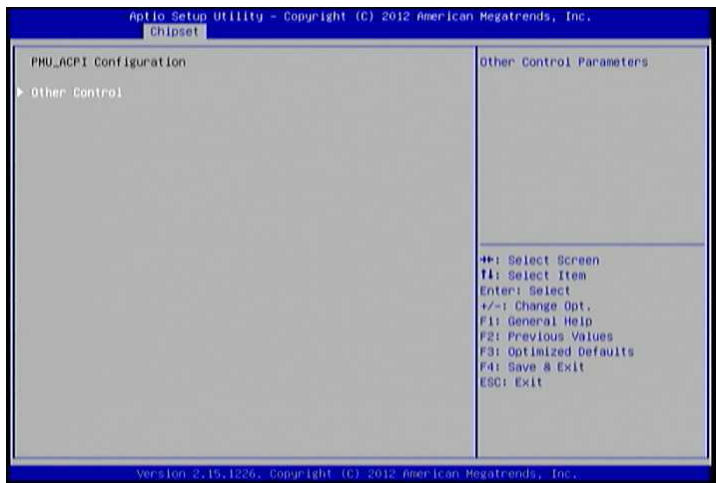 Aptio Setup Utility - Copyright (C) 2012 American Megatrends, Inc.
Chipset
PMU_ACPI Configuration
Other Control
Other Control Parameters
→←: Select Screen
↑↓: Select Item
Enter: Select
+/-: Change Opt.
F1: General Help
F2: Previous Values
F3: Optimized Defaults
F4: Save & Exit
ESC: Exit
Version 2.15.1226. Copyright (C) 2012 American Megatrends, Inc.